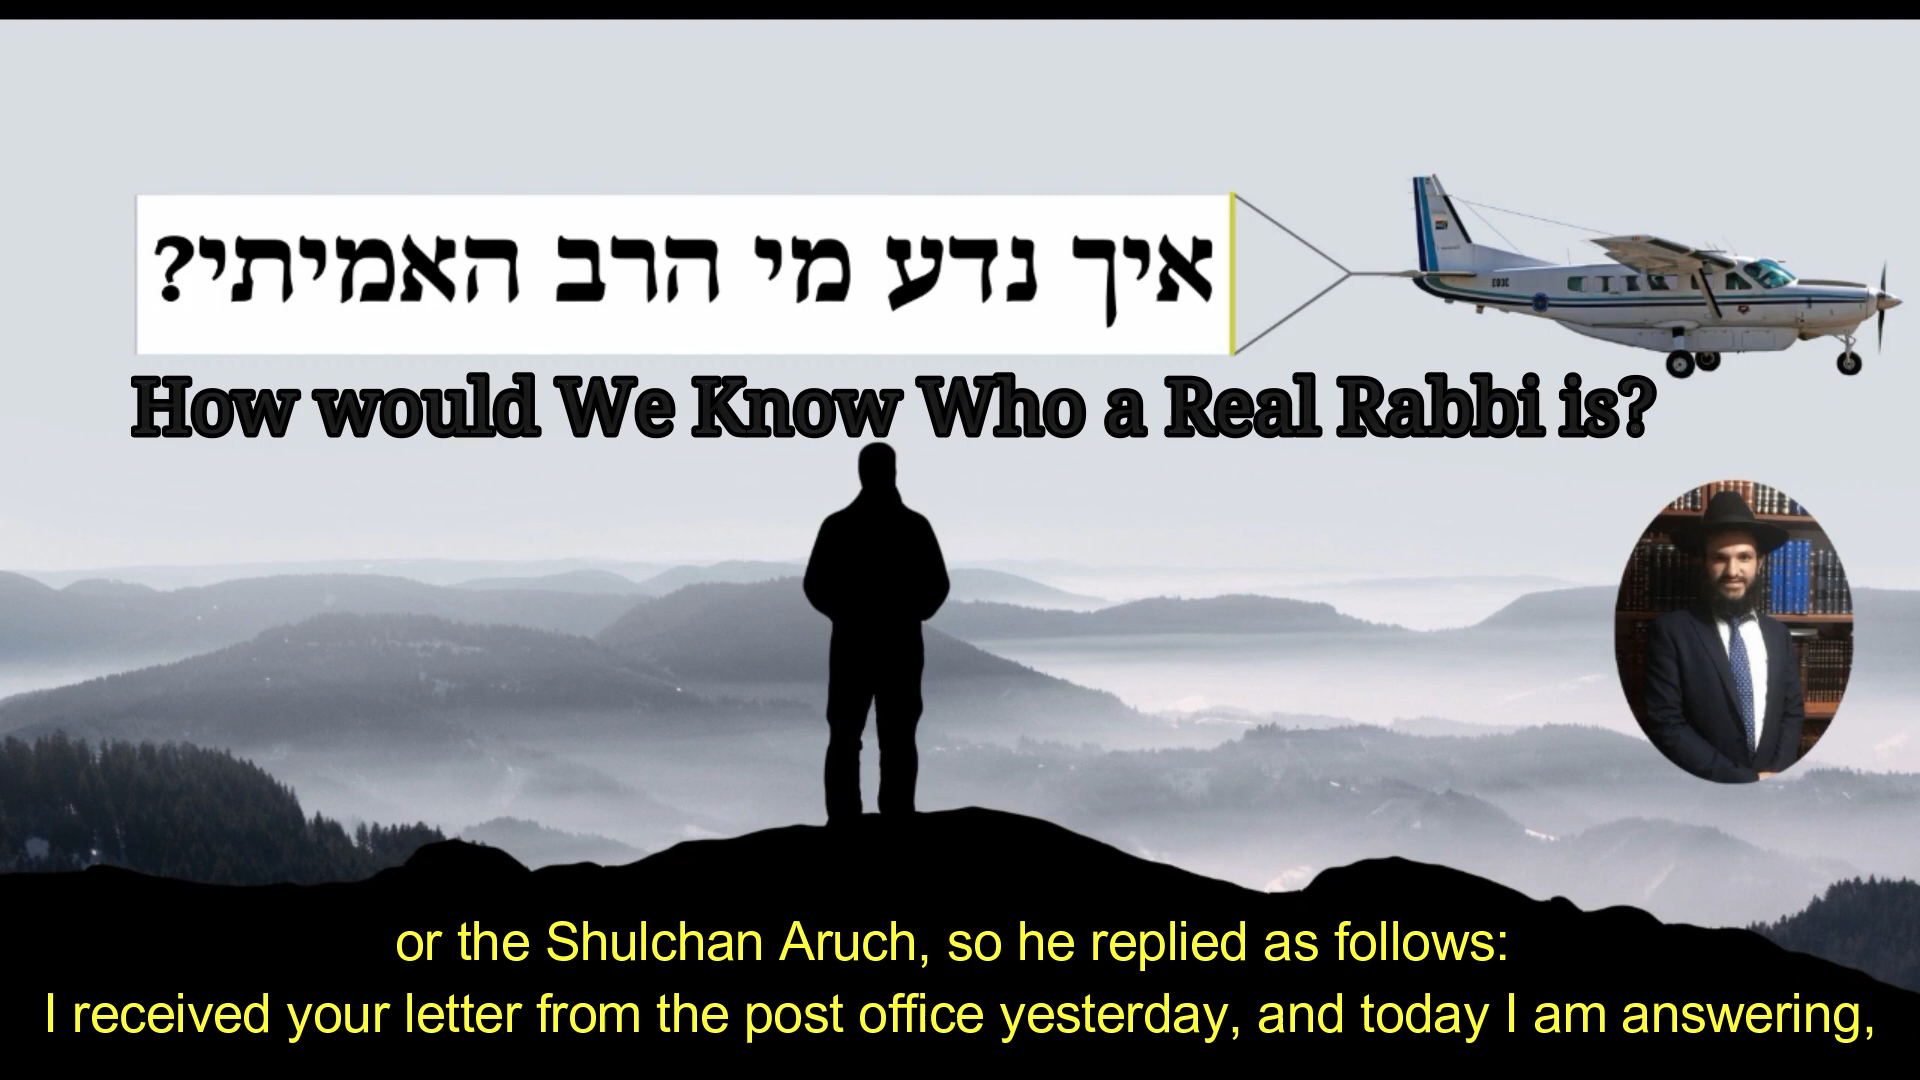 איך נדע מי הרב האמיתי?
How would We Know Who a Real Rabbi is?
or the Shulchan Aruch, so he replied as follows:
I received your letter from the post office yesterday, and today I am answering,